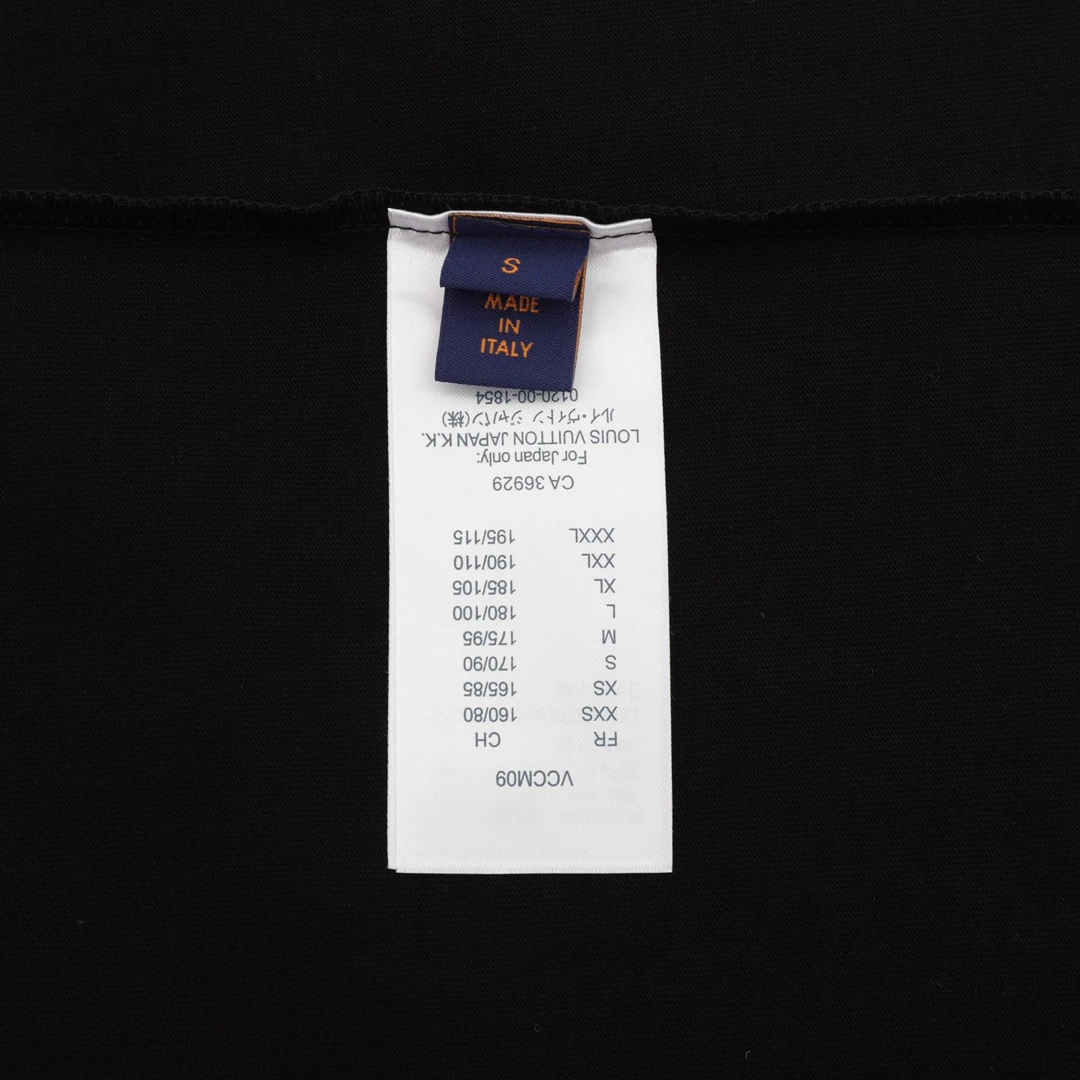 S
MADE
IN
ITALY
VCCM09
FR CH
XXS 160/80
XS 165/85
S 170/90
M 175/95
L 180/100
XL 185/105
XXL 190/110
XXXL 195/115
CA 36929
For Japan only:
LOUIS VUITTON JAPAN K.K.
ルイ・ヴィトン ジャパン(株)
0120-00-1854